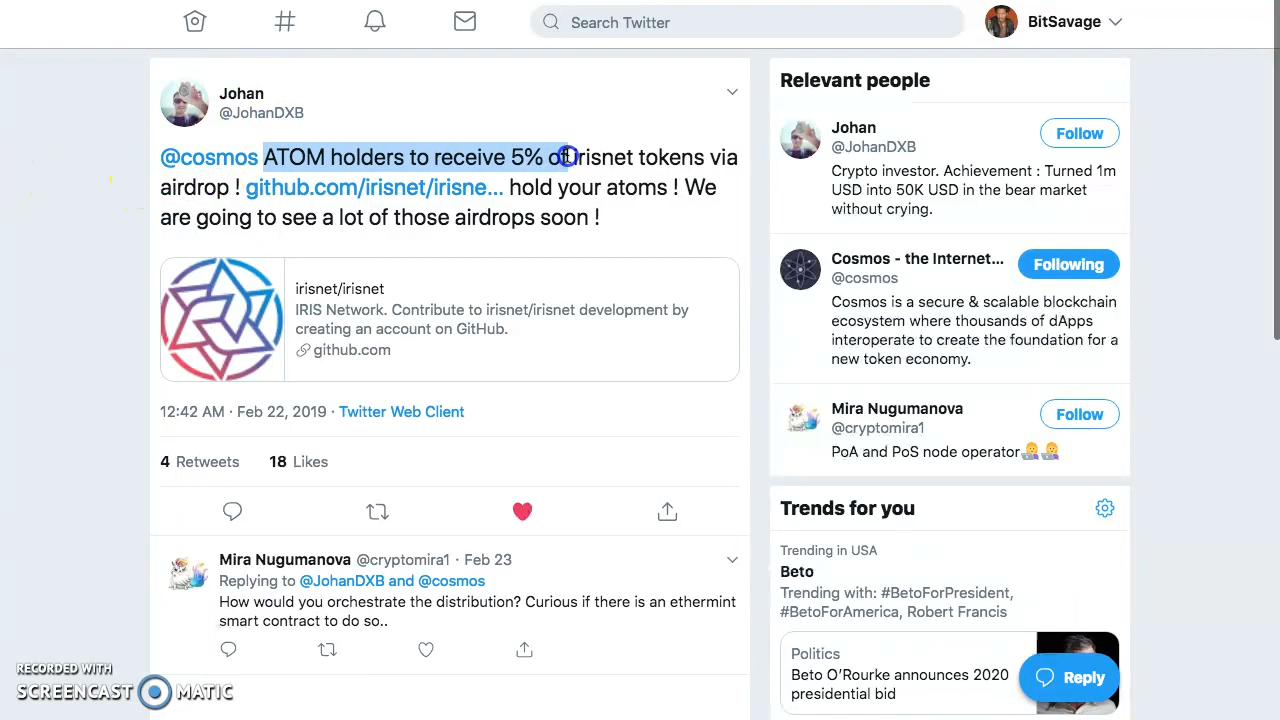 Search Twitter
BitSavage
Johan
@JohanDXB
@cosmos ATOM holders to receive 5% of Irisnet tokens via
airdrop ! github.com/irisnet/irisne... hold your atoms ! We
are going to see a lot of those airdrops soon !
irisnet/irisnet
IRIS Network. Contribute to irisnet/irisnet development by
creating an account on GitHub.
github.com
12:42 AM · Feb 22, 2019 · Twitter Web Client
4 Retweets 18 Likes
Mira Nugumanova @cryptomira1 · Feb 23
Replying to @JohanDXB and @cosmos
How would you orchestrate the distribution? Curious if there is an ethermint
smart contract to do so..
Relevant people
Johan
@JohanDXB
Follow
Crypto investor. Achievement : Turned 1m
USD into 50K USD in the bear market
without crying.
Cosmos - the Internet...
@cosmos
Following
Cosmos is a secure & scalable blockchain
ecosystem where thousands of dApps
interoperate to create the foundation for a
new token economy.
Mira Nugumanova
@cryptomira1
Follow
PoA and PoS node operator
Trends for you
Trending in USA
Beto
Trending with: #BetoForPresident,
#BetoForAmerica, Robert Francis
Politics
Beto O'Rourke announces 2020
presidential bid
Reply
RECORDED WITH
SCREENCAST MATIC